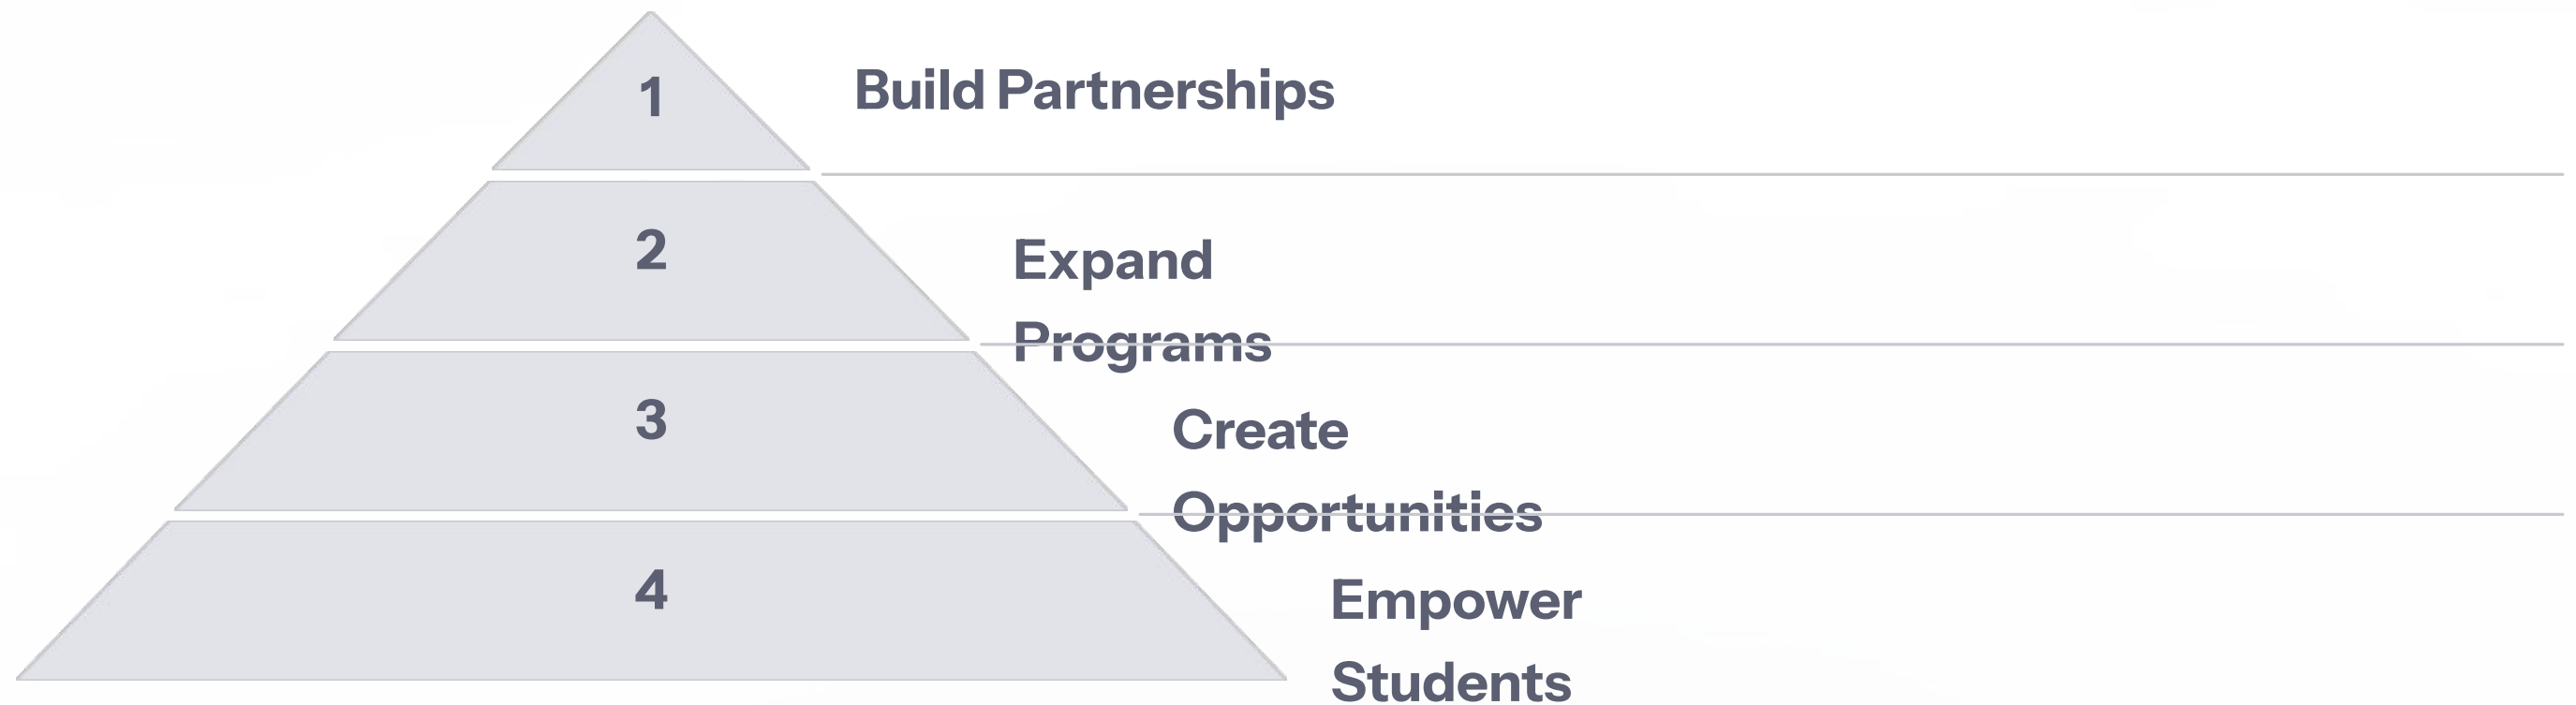 1
Build Partnerships
2
Expand
Programs
3
Create
Opportunities
4
Empower
Students